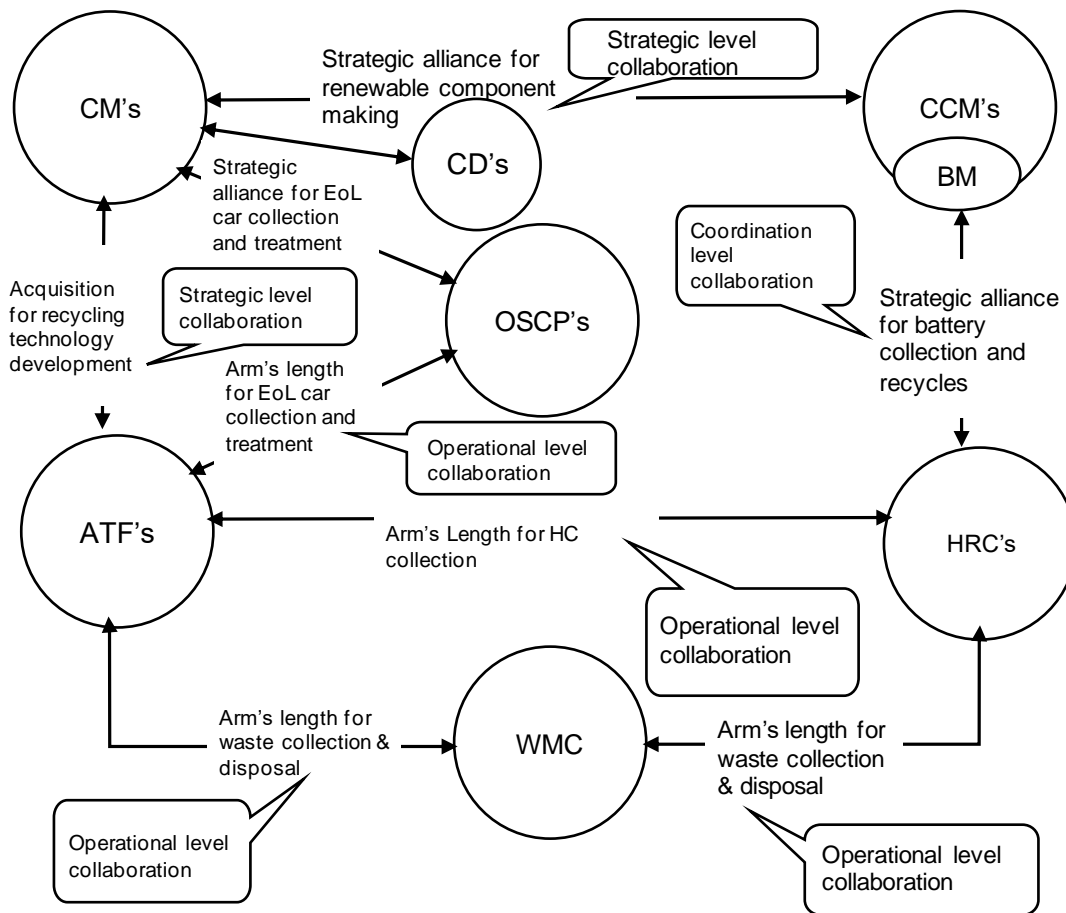 Strategic level
collaboration
Strategic alliance for
renewable component
making
CM's
CCM's
CD's
BM
Strategic
alliance for EoL
car collection
and treatment
Coordination
level
collaboration
Acquisition
for recycling
technology
development
Strategic level
collaboration
OSCP's
Strategic alliance
for battery
collection and
recycles
Arm's length
for EoL car
collection and
treatment
Operational level
collaboration
ATF's
Arm's Length for HC
collection
HRC's
Operational level
collaboration
Arm's length for
waste collection &
disposal
WMC
Arm's length for
waste collection
& disposal
Operational level
collaboration
Operational level
collaboration